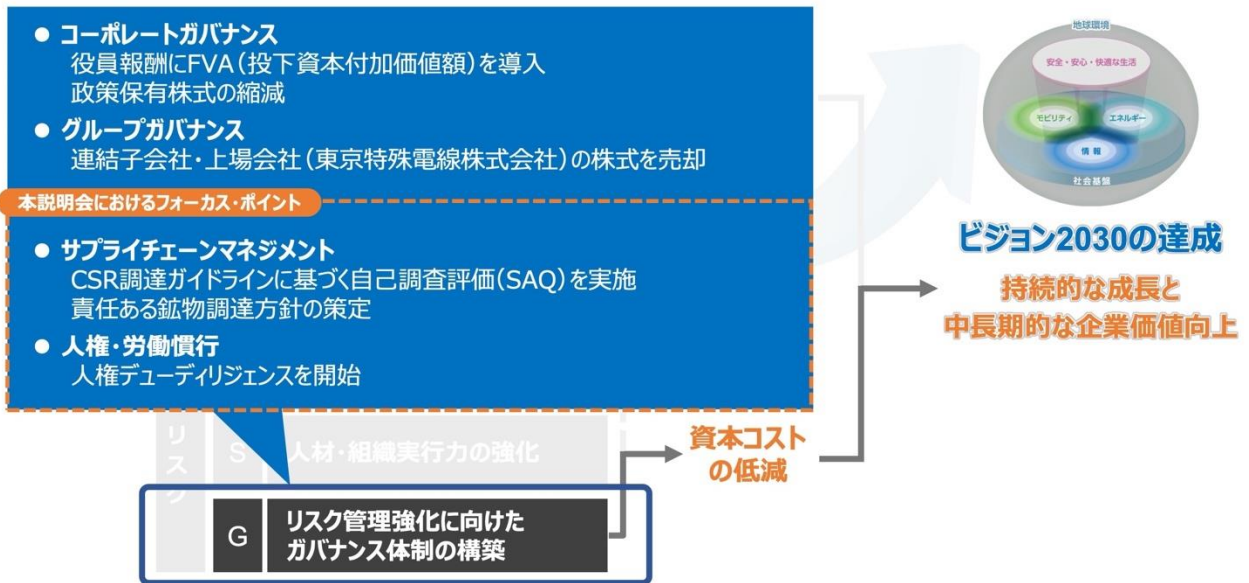 ● コーポレートガバナンス
役員報酬にFVA（投下資本付加価値額）を導入
政策保有株式の縮減
● グループガバナンス
連結子会社・上場会社（東京特殊電線株式会社）の株式を売却
本説明会におけるフォーカス・ポイント
● サプライチェーンマネジメント
CSR調達ガイドラインに基づく自己調査評価（SAQ）を実施
責任ある鉱物調達方針の策定
● 人権・労働慣行
人権デューディリジェンスを開始
リスク
S
人材・組織実行力の強化
G
リスク管理強化に向けた
ガバナンス体制の構築
資本コスト
の低減
地球環境
安全・安心・快適な生活
モビリティ
エネルギー
情報
社会基盤
ビジョン2030の達成
持続的な成長と
中長期的な企業価値向上